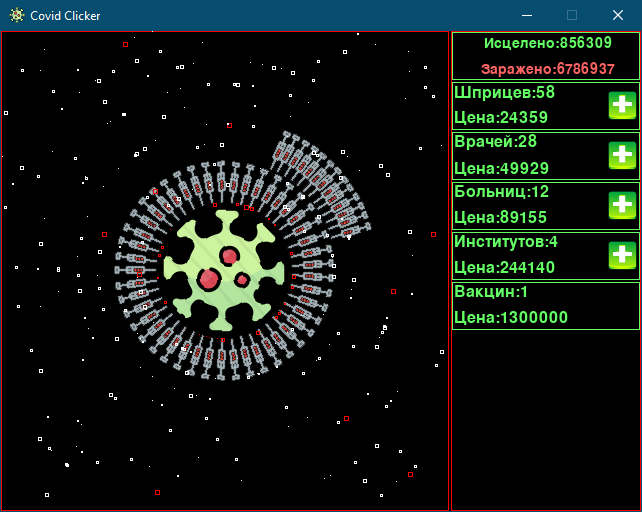 Covid Clicker
Исцелено:856309
Заражено:6786937
Шприцев:58
Цена:24359
Врачей:28
Цена:49929
Больниц:12
Цена:89155
Институтов:4
Цена:244140
Вакцин:1
Цена:1300000